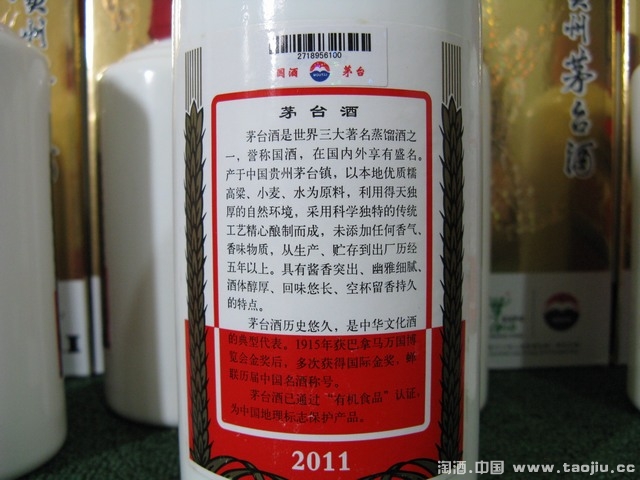 2718956100
国酒 茅台
MOUTAI
茅台酒
茅台酒是世界三大著名蒸馏酒之
一，誉称国酒，在国内外享有盛名。
产于中国贵州茅台镇，以本地优质糯
高粱、小麦、水为原料，利用得天独
厚的自然环境，采用科学独特的传统
工艺精心酿制而成，未添加任何香气、
香味物质，从生产、贮存到出厂历经
五年以上。具有酱香突出、幽雅细腻、
酒体醇厚、回味悠长、空杯留香持久
的特点。
茅台酒历史悠久，是中华文化酒
的典型代表。1915年获巴拿马万国博
览会金奖后，多次获得国际金奖，蝉
联历届中国名酒称号。
茅台酒已通过“有机食品”认证，
为中国地理标志保护产品。
2011
贵州
贵州茅台酒
淘酒.中国 www.taojiu.cc